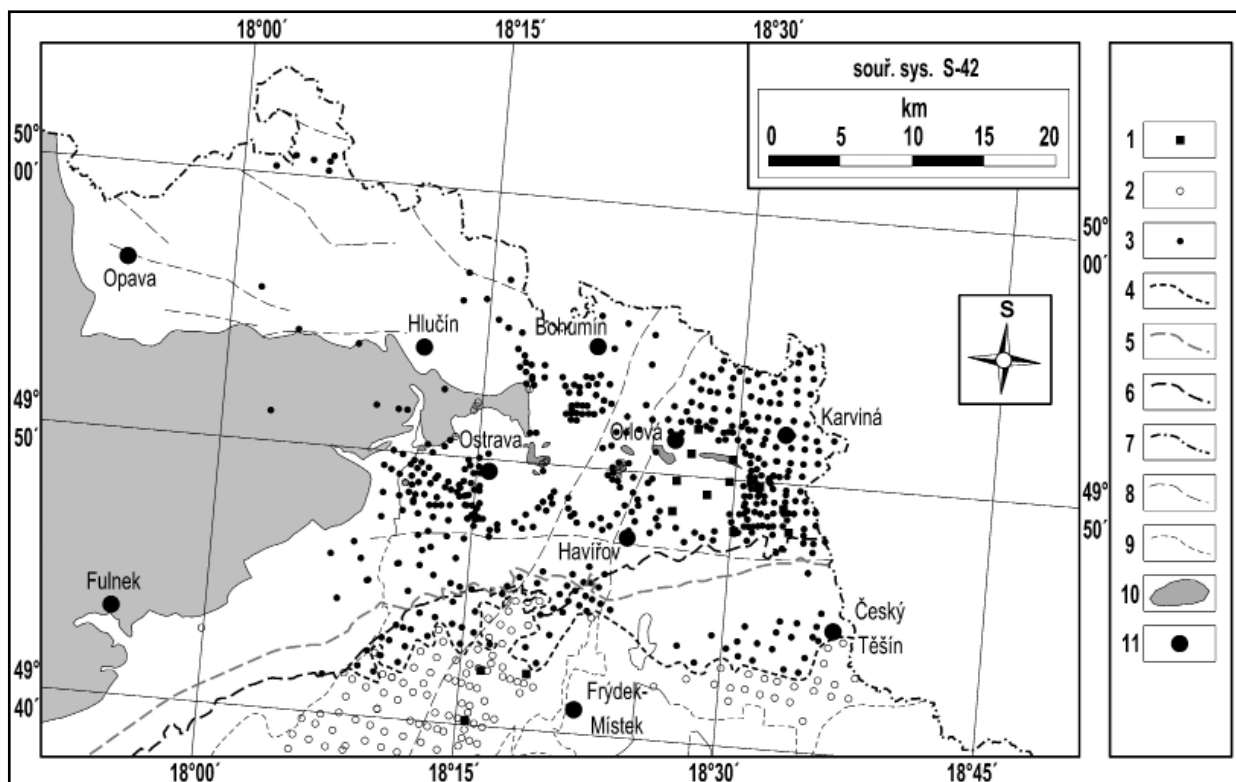 18°00´
18°15´
18°30´
souř. sys. S-42
km
0 5 10 15 20
50°
00´
50°
00´
S
Opava
Hlučín
Bohumín
49°
50´
Ostrava
Orlová
Karviná
49°
50´
Havířov
Fulnek
Český
Těšín
49°
40´
Frýdek-
Místek
18°00´
18°15´
18°30´
18°45´
1
2
3
4
5
6
7
8
9
10
11